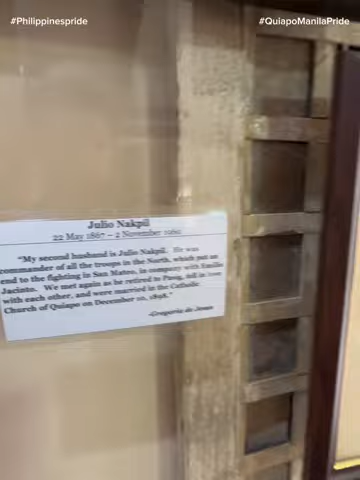 #Philippinespride
#QuiapoManilaPride
Julio Nakpil
22 May 1867 – 2 November 1960
"My second husband is Julio Nakpil. He was
commander of all the troops in the North, which put an
end to the fighting in San Mateo, in company with Emilio
Jacinto. We met again as he retired to Pasig, fell in love
with each other, and were married in the Catholic
Church of Quiapo on December 10, 1898."
-Gregoria de Jesus